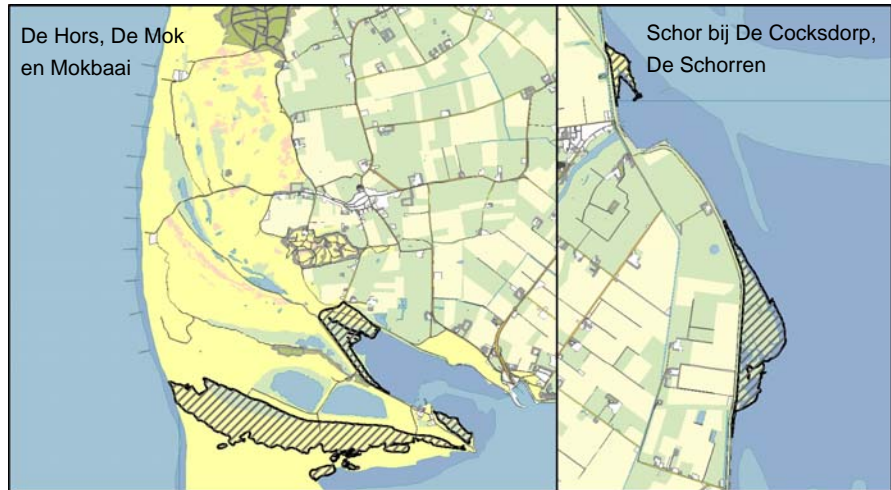 De Hors, De Mok
en Mokbaai
Schor bij De Cocksdorp,
De Schorren